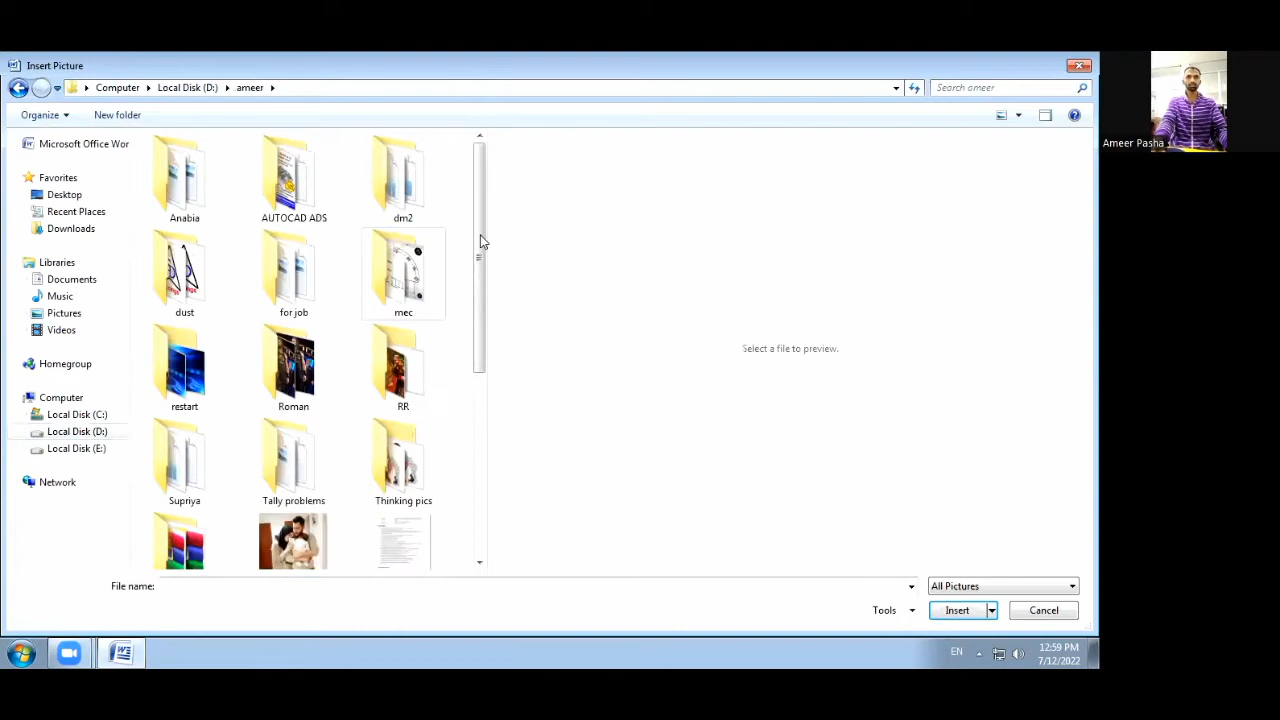 Insert Picture
Computer Local Disk (D:) ameer
Search ameer
Organize New folder
Microsoft Office Wor
Favorites
Desktop
Recent Places
Downloads
Libraries
Documents
Music
Pictures
Videos
Homegroup
Computer
Local Disk (C:)
Local Disk (D:)
Local Disk (E:)
Network
Anabia AUTOCAD ADS dm2
dust for job mec
restart Roman RR
Supriya Tally problems Thinking pics
Select a file to preview.
File name:
All Pictures
Tools Insert Cancel
EN
12:59 PM
7/12/2022
Ameer Pasha